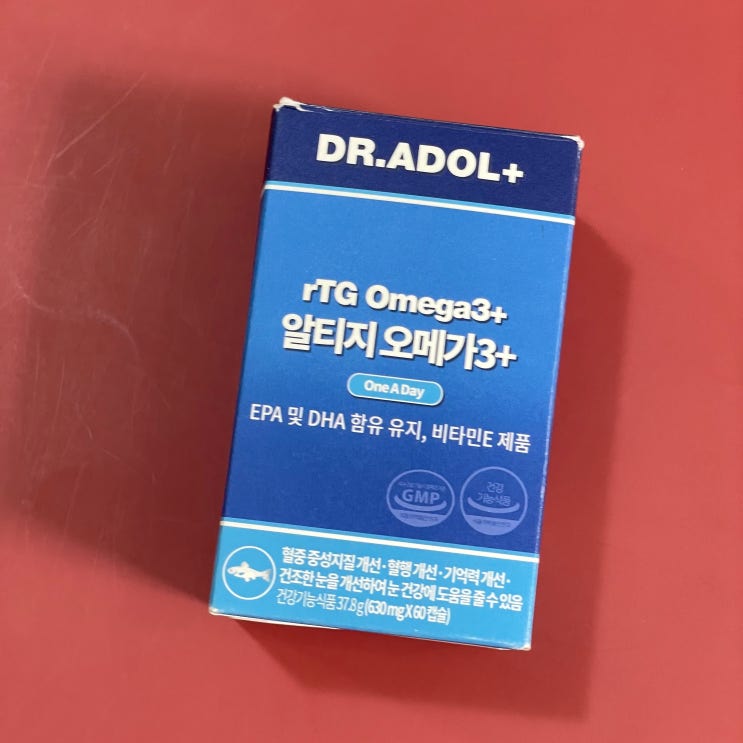 DR.ADOL+
rTG Omega3+
알티지 오메가3+
One A Day
EPA 및 DHA 함유 유지, 비타민E 제품
GMP
건강
기능식품
혈중 중성지질 개선·혈행 개선·기억력 개선·
건조한 눈을 개선하여 눈 건강에 도움을 줄 수 있음
건강기능식품 37.8 g (630 mg X 60 캡슐)